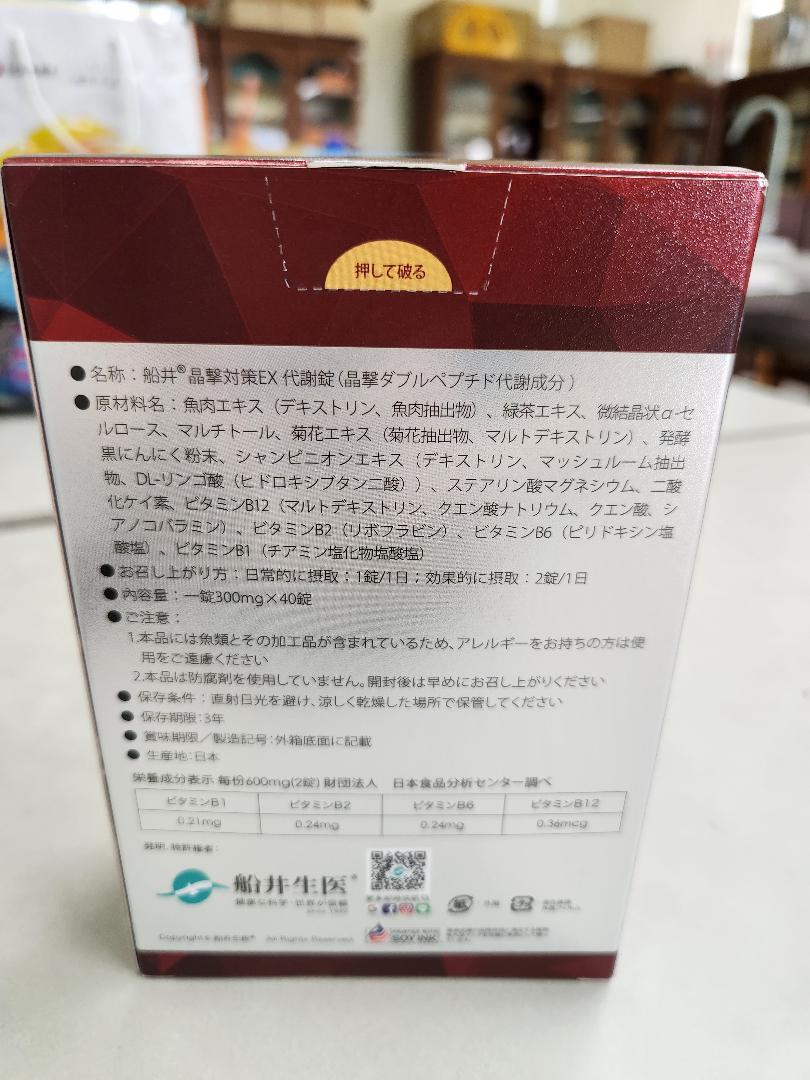 押して破る
●名称：船井®晶撃対策EX 代謝錠（晶撃ダブルペプチド代謝成分）
●原材料名：魚肉エキス（デキストリン、魚肉抽出物）、緑茶エキス、微結晶状α-セ
ルロース、マルチトール、菊花エキス（菊花抽出物、マルトデキストリン）、発酵
黒にんにく粉末、シャンピニオンエキス（デキストリン、マッシュルーム抽出
物、DL-リンゴ酸（ヒドロキシブタン二酸））、ステアリン酸マグネシウム、二酸
化ケイ素、ビタミンB12（マルトデキストリン、クエン酸ナトリウム、クエン酸、シ
アノコバラミン）、ビタミンB2（リボフラビン）、ビタミンB6（ピリドキシン塩
酸塩）、ビタミンB1（チアミン塩化物塩酸塩）
●お召し上がり方：日常的に摂取：1錠/1日；効果的に摂取：2錠/1日
●內容量：一錠300mg×40錠
●ご注意：
1.本品には魚類とその加工品が含まれているため、アレルギーをお持ちの方は使
用をご遠慮ください
2.本品は防腐剤を使用していません。開封後は早めにお召し上がりください
●保存条件：直射日光を避け、涼しく乾燥した場所で保管してください
●保存期限:3年
●賞味期限／製造記号:外箱底面に記載
●生産地:日本
栄養成分表示 每份600mg(2錠) 財団法人 日本食品分析センター調べ
ビタミンB1 ビタミンB2 ビタミンB6 ビタミンB12
0.21mg 0.24mg 0.24mg 0.36mcg
船井生医®
since 1980
Copyright© 船井生医® All Rights Reserved
SOY INK